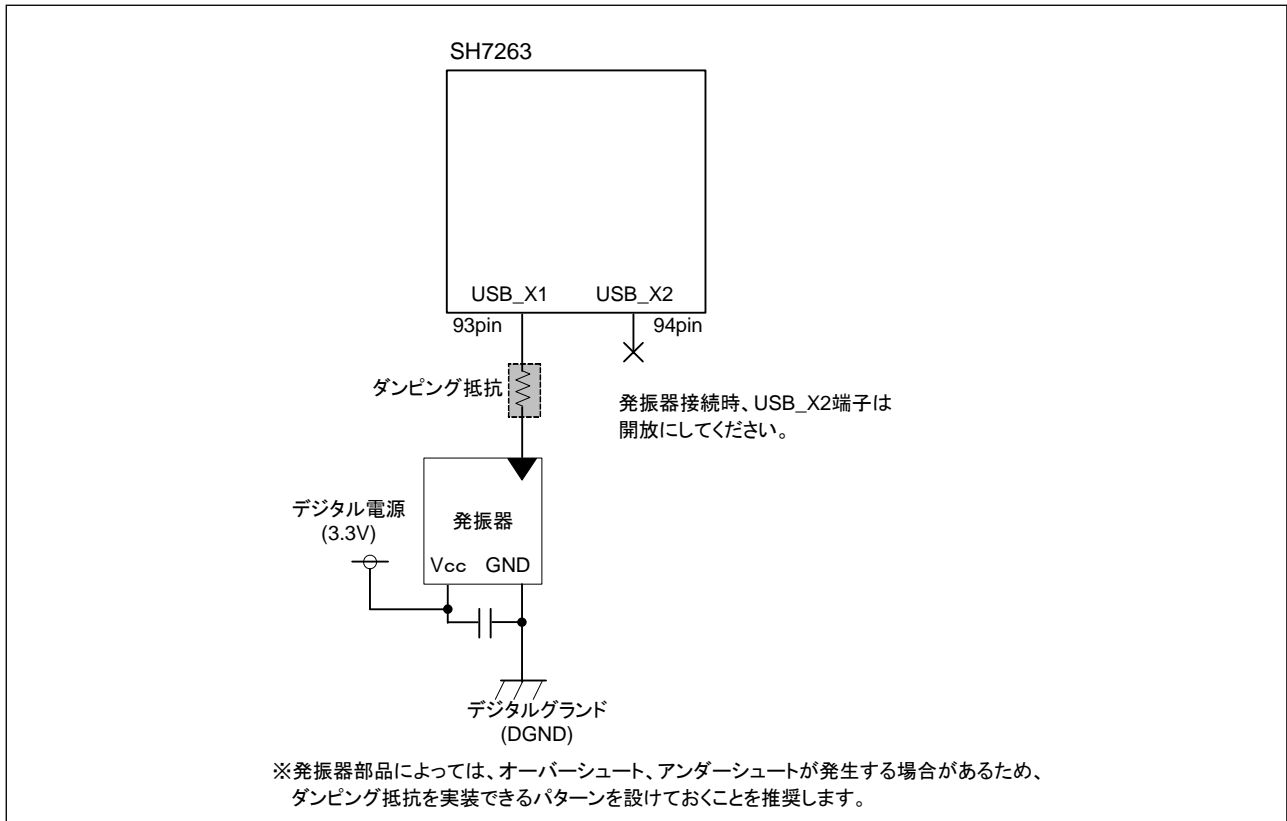 SH7263
USB_X1 USB_X2
93pin 94pin
ダンピング抵抗
発振器接続時、USB_X2端子は
開放にしてください。
デジタル電源
(3.3V)
発振器
Vcc GND
デジタルグランド
(DGND)
※発振器部品によっては、オーバーシュート、アンダーシュートが発生する場合があるため、
ダンピング抵抗を実装できるパターンを設けておくことを推奨します。